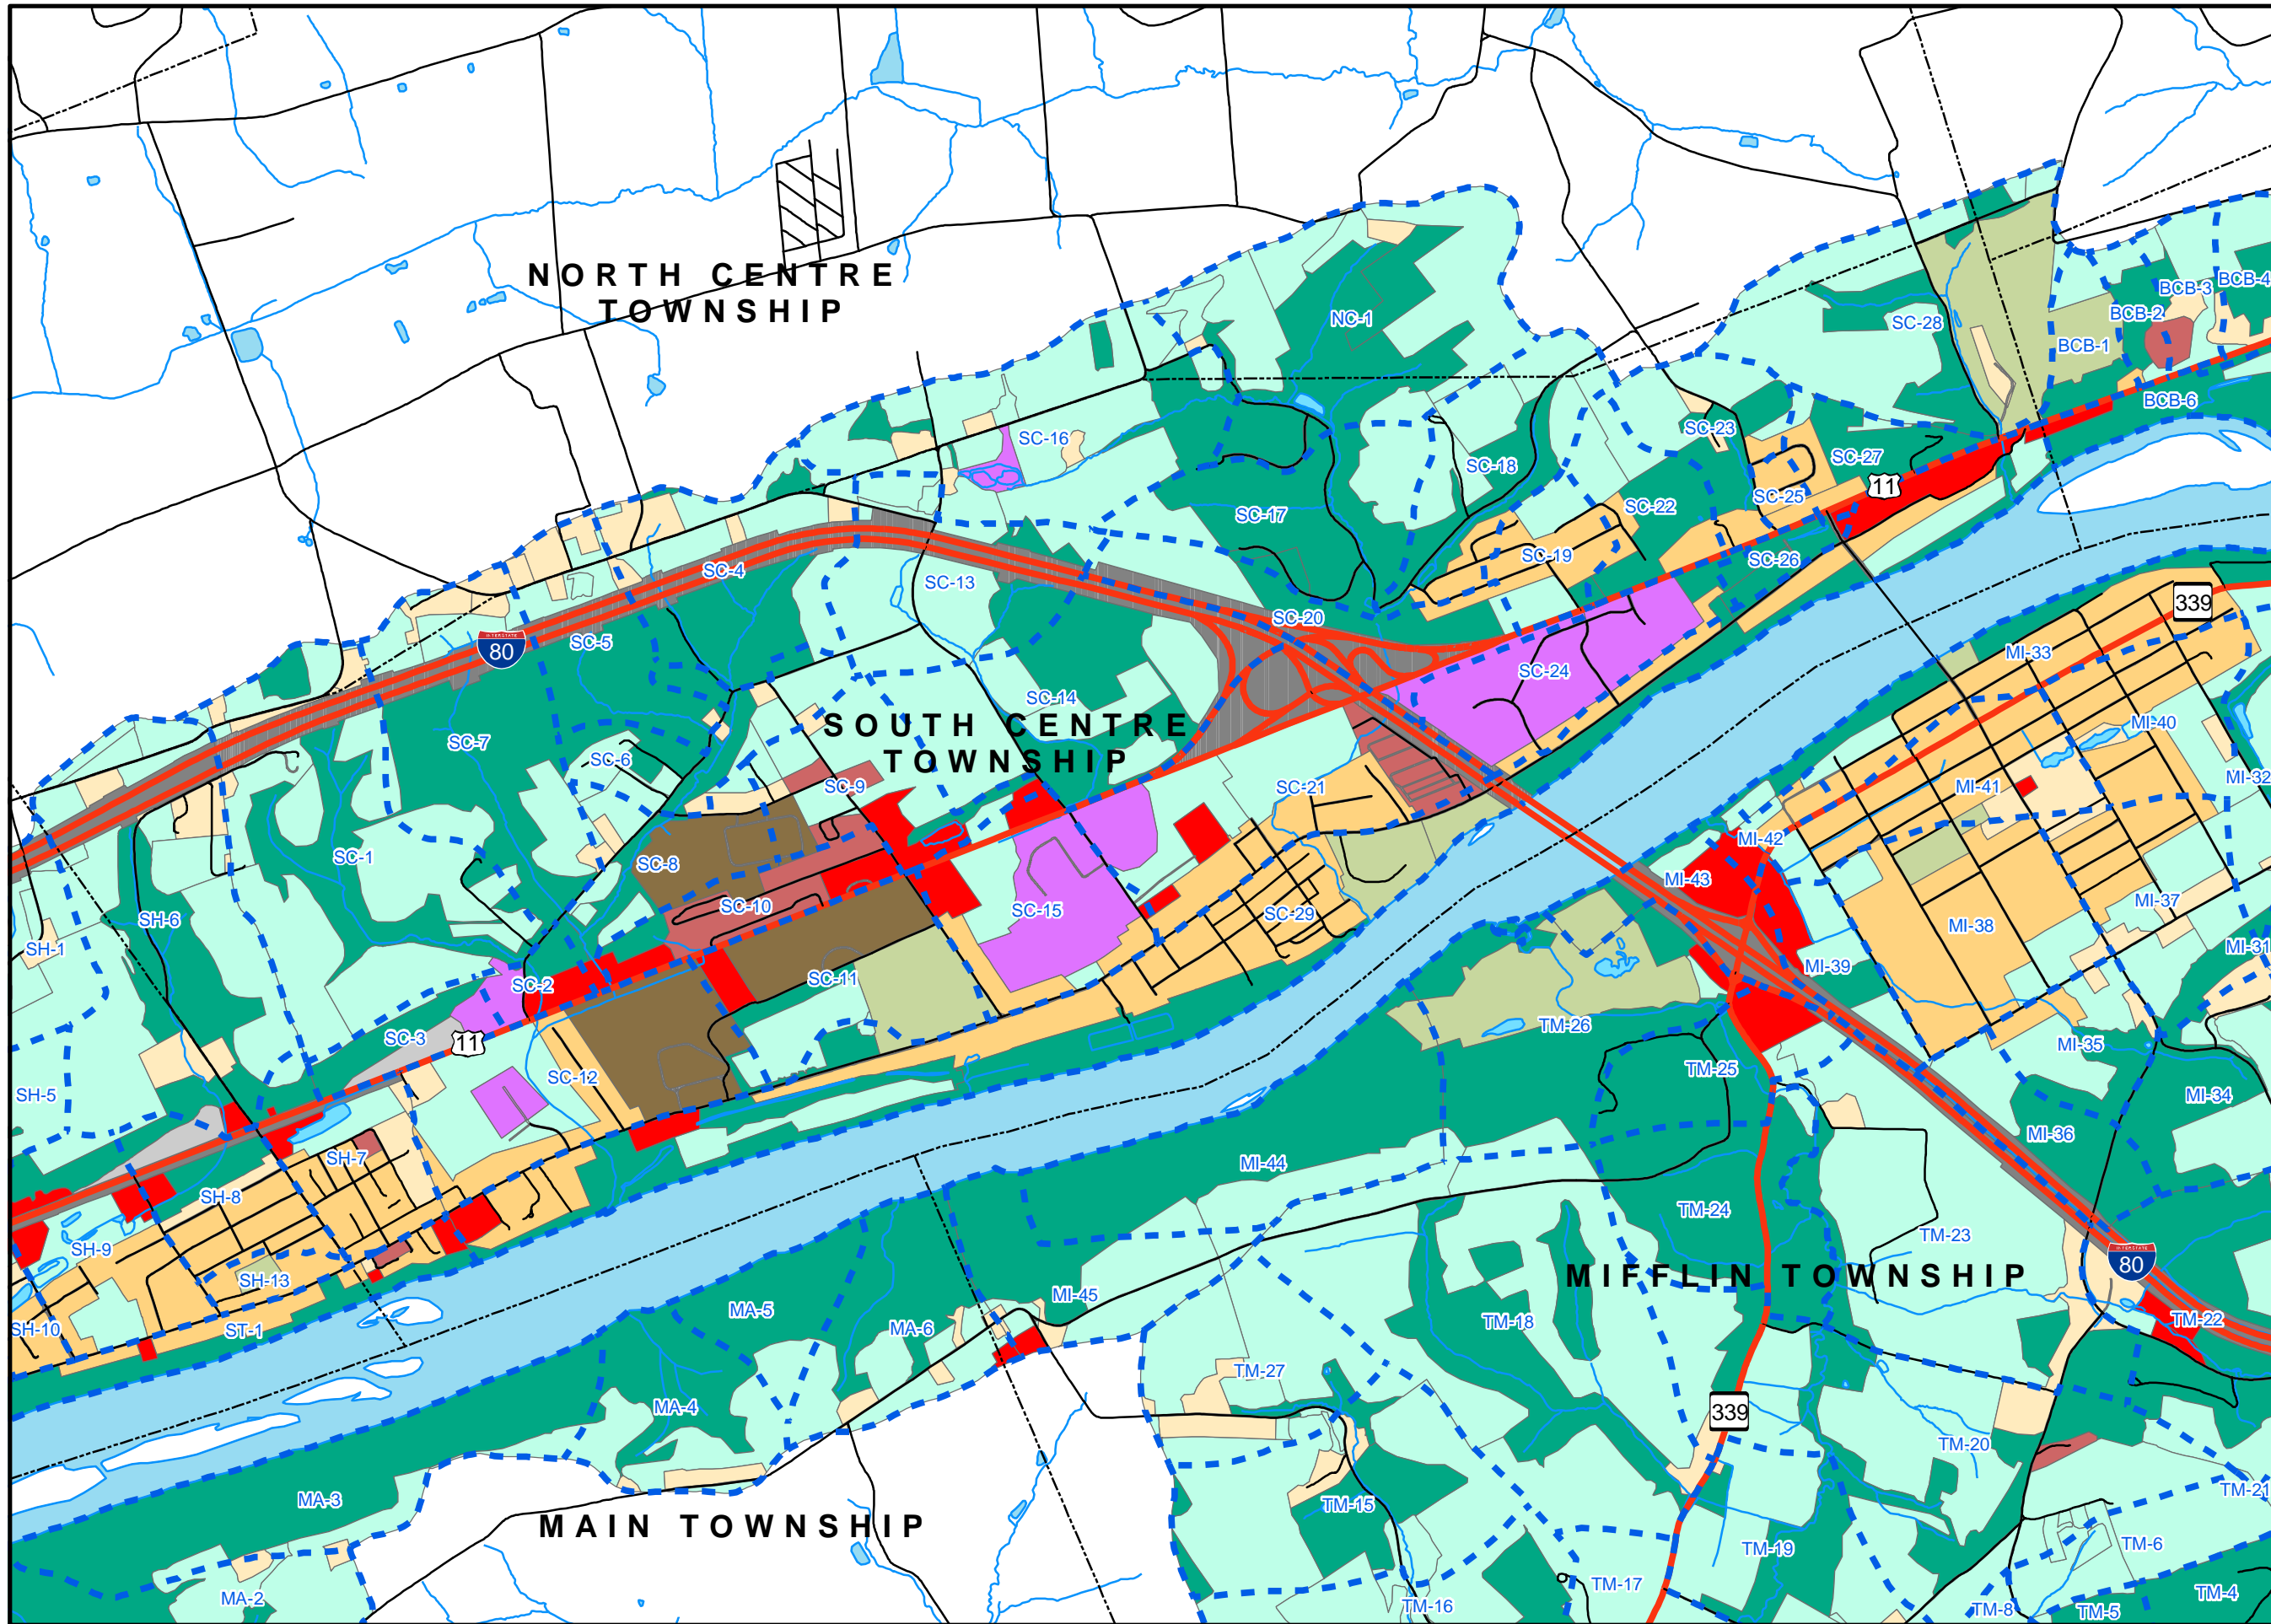 NORTH CENTRE
TOWNSHIP
BCB-4
BCB-3
BCB-2
BCB-1
BCB-6
NC-1
SC-28
SC-16
SC-18
SC-23
SC-27
11
SC-25
SC-22
SC-17
SC-19
SC-26
SC-4
SC-13
SC-20
339
SC-5
INTERSTATE
80
MI-33
SC-24
SC-14
SOUTH CENTRE
TOWNSHIP
SC-7
SC-6
MI-40
MI-32
SC-9
SC-21
MI-41
MI-42
SC-1
SC-8
MI-43
SC-10
SC-15
SC-29
MI-37
MI-38
SH-6
SH-1
MI-31
MI-39
SC-11
SC-2
SC-3
11
TM-26
MI-35
SC-12
TM-25
SH-5
MI-34
MI-36
SH-7
MI-44
SH-8
TM-24
TM-23
SH-9
INTERSTATE
80
MIFFLIN TOWNSHIP
SH-13
MI-45
MA-5
TM-18
TM-22
SH-10
ST-1
MA-6
TM-27
MA-4
339
TM-20
MA-3
TM-15
TM-21
MAIN TOWNSHIP
TM-19
TM-6
TM-17
MA-2
TM-16
TM-8
TM-5
TM-4